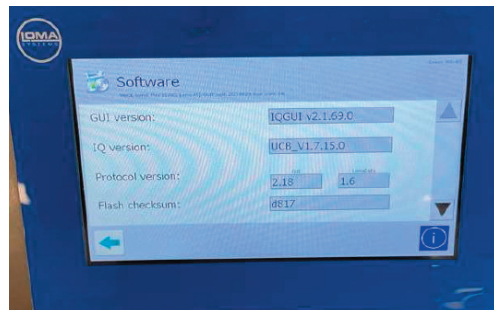 LOMA
SYSTEMS
Software
GUI version:
IQGUI v2.1.69.0
IQ version:
UCB_V1.7.15.0
Protocol version:
2.18
1.6
Flash checksum:
d817
i